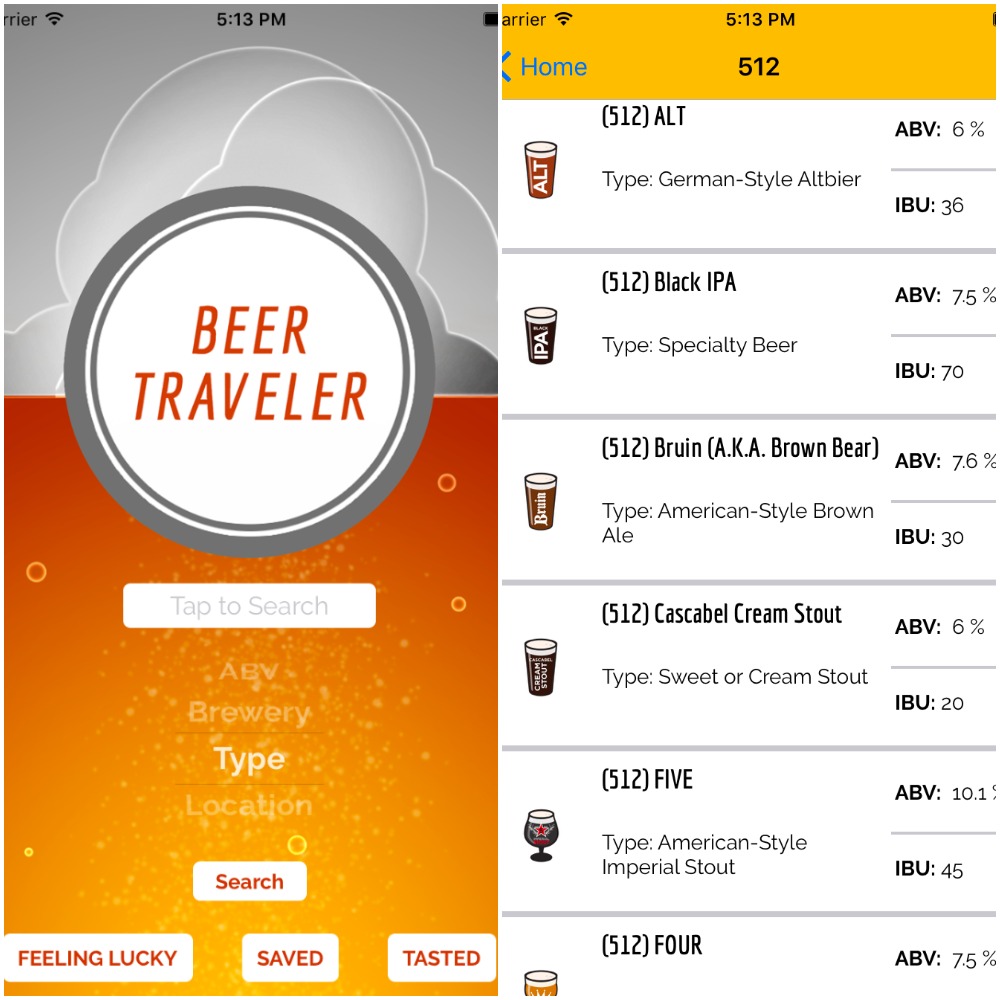 rrier 5:13 PM
BEER
TRAVELER
Tap to Search
ABV
Brewery
Type
Location
Search
FEELING LUCKY SAVED TASTED
arrier 5:13 PM
Home 512
(512) ALT
ALT
Type: German-Style Altbier
ABV: 6 %
IBU: 36
(512) Black IPA
BLACK
IPA
Type: Specialty Beer
ABV: 7.5 %
IBU: 70
(512) Bruin (A.K.A. Brown Bear)
Bruin
Type: American-Style Brown
Ale
ABV: 7.6 %
IBU: 30
(512) Cascabel Cream Stout
CASCABEL
CREAM
STOUT
Type: Sweet or Cream Stout
ABV: 6 %
IBU: 20
(512) FIVE
Type: American-Style
Imperial Stout
ABV: 10.1 %
IBU: 45
(512) FOUR
ABV: 7.5 %